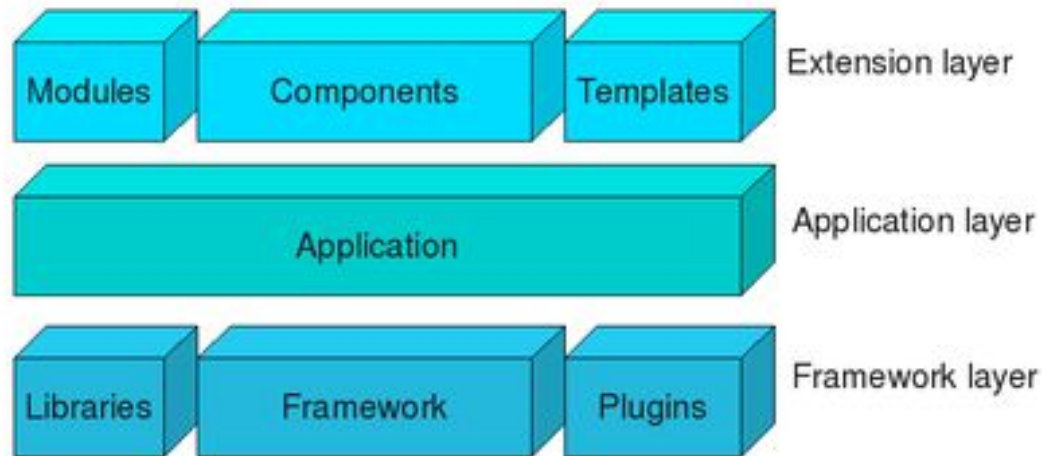 Modules Components Templates Extension layer
Application Application layer
Libraries Framework Plugins Framework layer